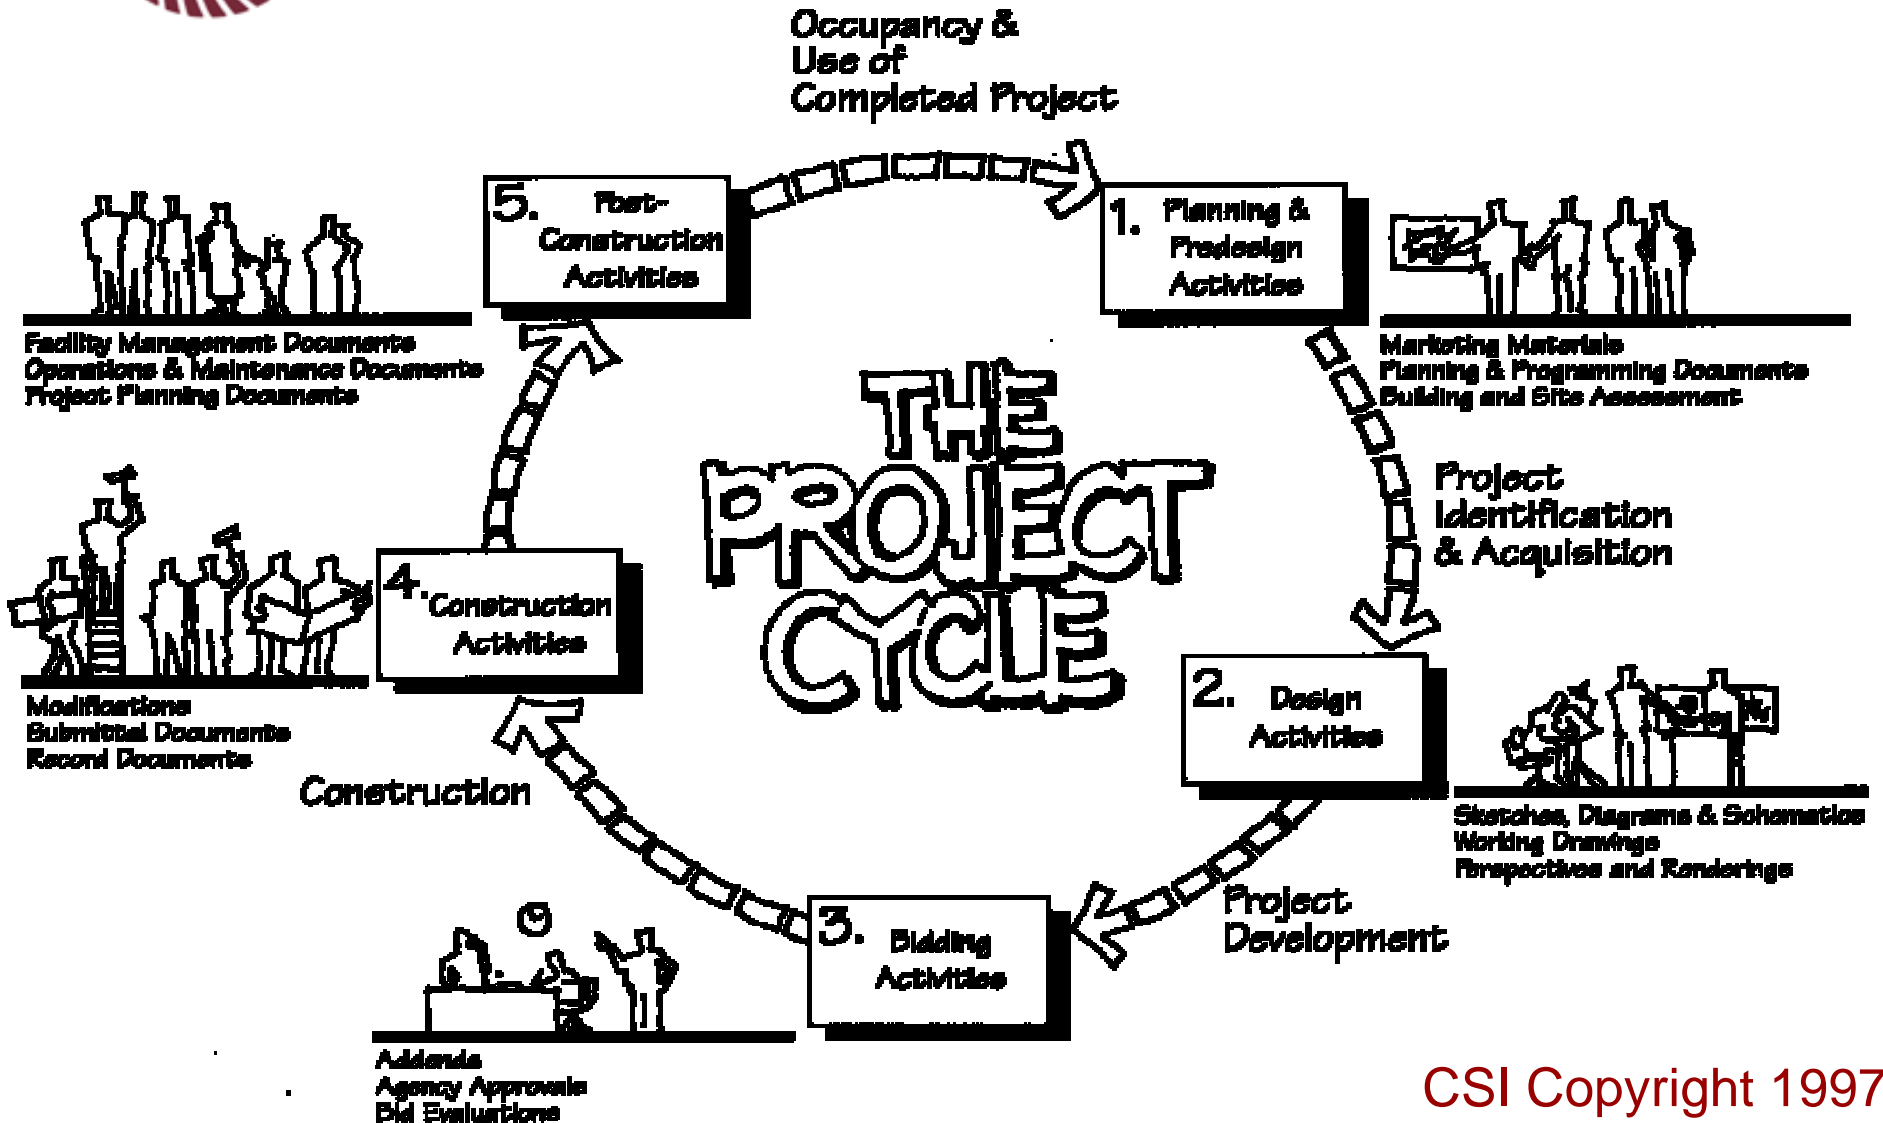 Occupancy &
Use of
Completed Project
5. Post-
Construction
Activities
1. Planning &
Predesign
Activities
Facility Management Documents
Operations & Maintenance Documents
Project Planning Documents
Marketing Materials
Planning & Programming Documents
Building and Site Assessment
THE
PROJECT
CYCLE
Project
Identification
& Acquisition
4. Construction
Activities
Modifications
Submittal Documents
Record Documents
2. Design
Activities
Construction
Sketches, Diagrams & Schematics
Working Drawings
Perspectives and Renderings
3. Bidding
Activities
Project
Development
Addenda
Agency Approvals
Bid Evaluations
CSI Copyright 1997